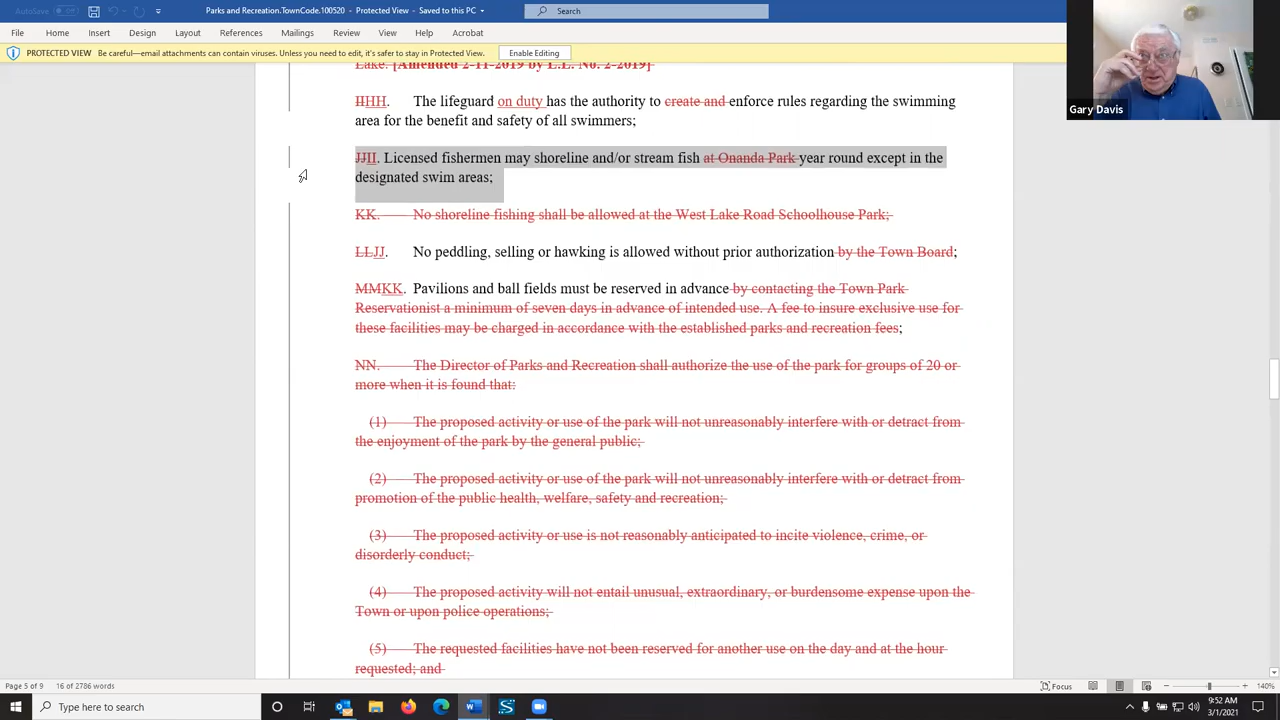 AutoSave
Off
Parks and Recreation.TownCode.100520 - Protected View - Saved to this PC
Search
File Home Insert Design Layout References Mailings Review View Help Acrobat
PROTECTED VIEW Be careful—email attachments can contain viruses. Unless you need to edit, it's safer to stay in Protected View. Enable Editing
Gary Davis
Lake. [Amended 2-11-2019 by L.L. No. 2-2019]
IIHH. The lifeguard on duty has the authority to create and enforce rules regarding the swimming
area for the benefit and safety of all swimmers;
JJII. Licensed fishermen may shoreline and/or stream fish at Onanda Park year round except in the
designated swim areas;
KK. No shoreline fishing shall be allowed at the West Lake Road Schoolhouse Park;
LLJJ. No peddling, selling or hawking is allowed without prior authorization by the Town Board;
MMKK. Pavilions and ball fields must be reserved in advance by contacting the Town Park
Reservationist a minimum of seven days in advance of intended use. A fee to insure exclusive use for
these facilities may be charged in accordance with the established parks and recreation fees;
NN. The Director of Parks and Recreation shall authorize the use of the park for groups of 20 or
more when it is found that:
(1) The proposed activity or use of the park will not unreasonably interfere with or detract from
the enjoyment of the park by the general public;
(2) The proposed activity or use of the park will not unreasonably interfere with or detract from
promotion of the public health, welfare, safety and recreation;
(3) The proposed activity or use is not reasonably anticipated to incite violence, crime, or
disorderly conduct;
(4) The proposed activity will not entail unusual, extraordinary, or burdensome expense upon the
Town or upon police operations;
(5) The requested facilities have not been reserved for another use on the day and at the hour
requested; and
Page 5 of 9 16 of 2786 words
Focus
140%
Type here to search
9:52 AM
3/1/2021